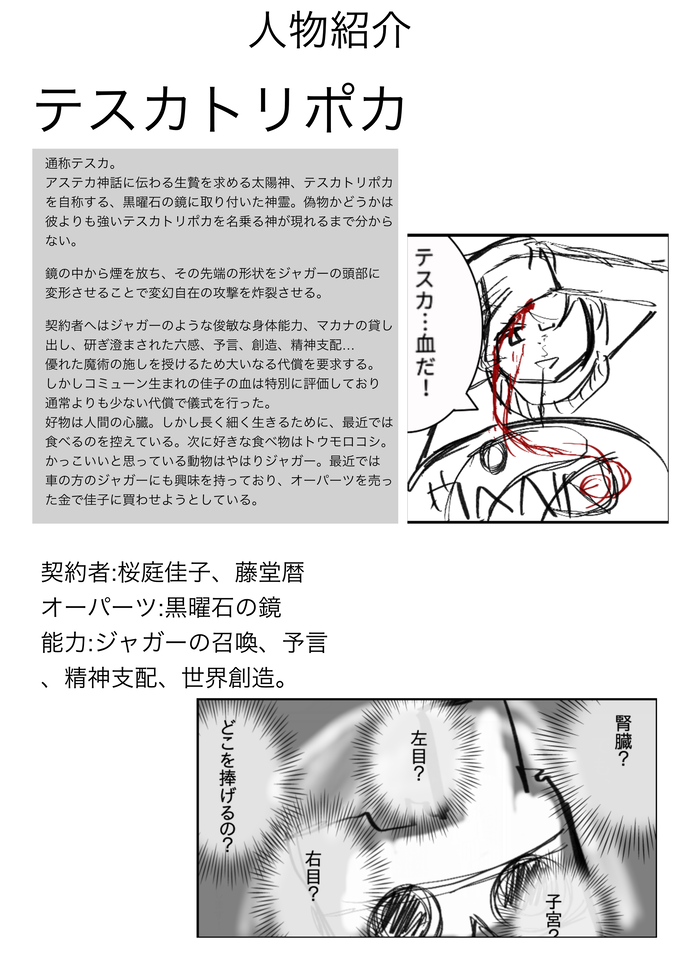 人物紹介
テスカトリポカ
通称テスカ。
アステカ神話に伝わる生贄を求める太陽神、テスカトリポカ
を自称する、黒曜石の鏡に取り付いた神霊。偽物かどうかは
彼よりも強いテスカトリポカを名乗る神が現れるまで分から
ない。
鏡の中から煙を放ち、その先端の形状をジャガーの頭部に
変形させることで変幻自在の攻撃を炸裂させる。
契約者へはジャガーのような俊敏な身体能力、マカナの貸し
出し、研ぎ澄まされた六感、予言、創造、精神支配…
優れた魔術の施しを授けるため大いなる代償を要求する。
しかしコミューン生まれの佳子の血は特別に評価しており
通常よりも少ない代償で儀式を行った。
好物は人間の心臓。しかし長く細く生きるために、最近では
食べるのを控えている。次に好きな食べ物はトウモロコシ。
かっこいいと思っている動物はやはりジャガー。最近では
車の方のジャガーにも興味を持っており、オーパーツを売っ
た金で佳子に買わせようとしている。
テスカ…血だ！
契約者:桜庭佳子、藤堂暦
オーパーツ:黒曜石の鏡
能力:ジャガーの召喚、予言
、精神支配、世界創造。
腎臓？
左目？
どこを捧げるの？
右目？
子宮？